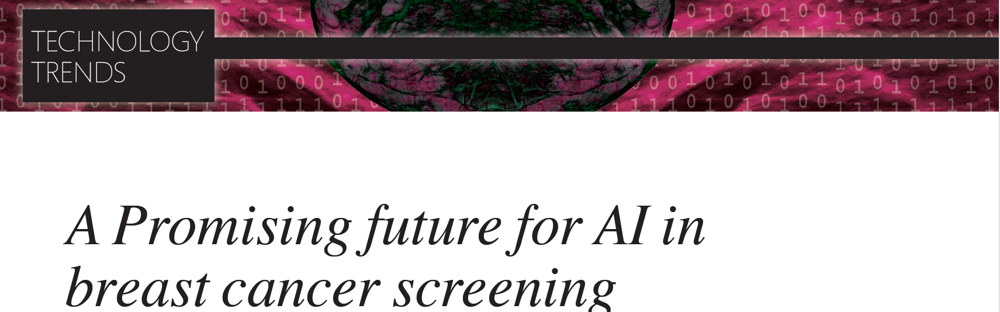 TECHNOLOGY
TRENDS
A Promising future for AI in
breast cancer screening